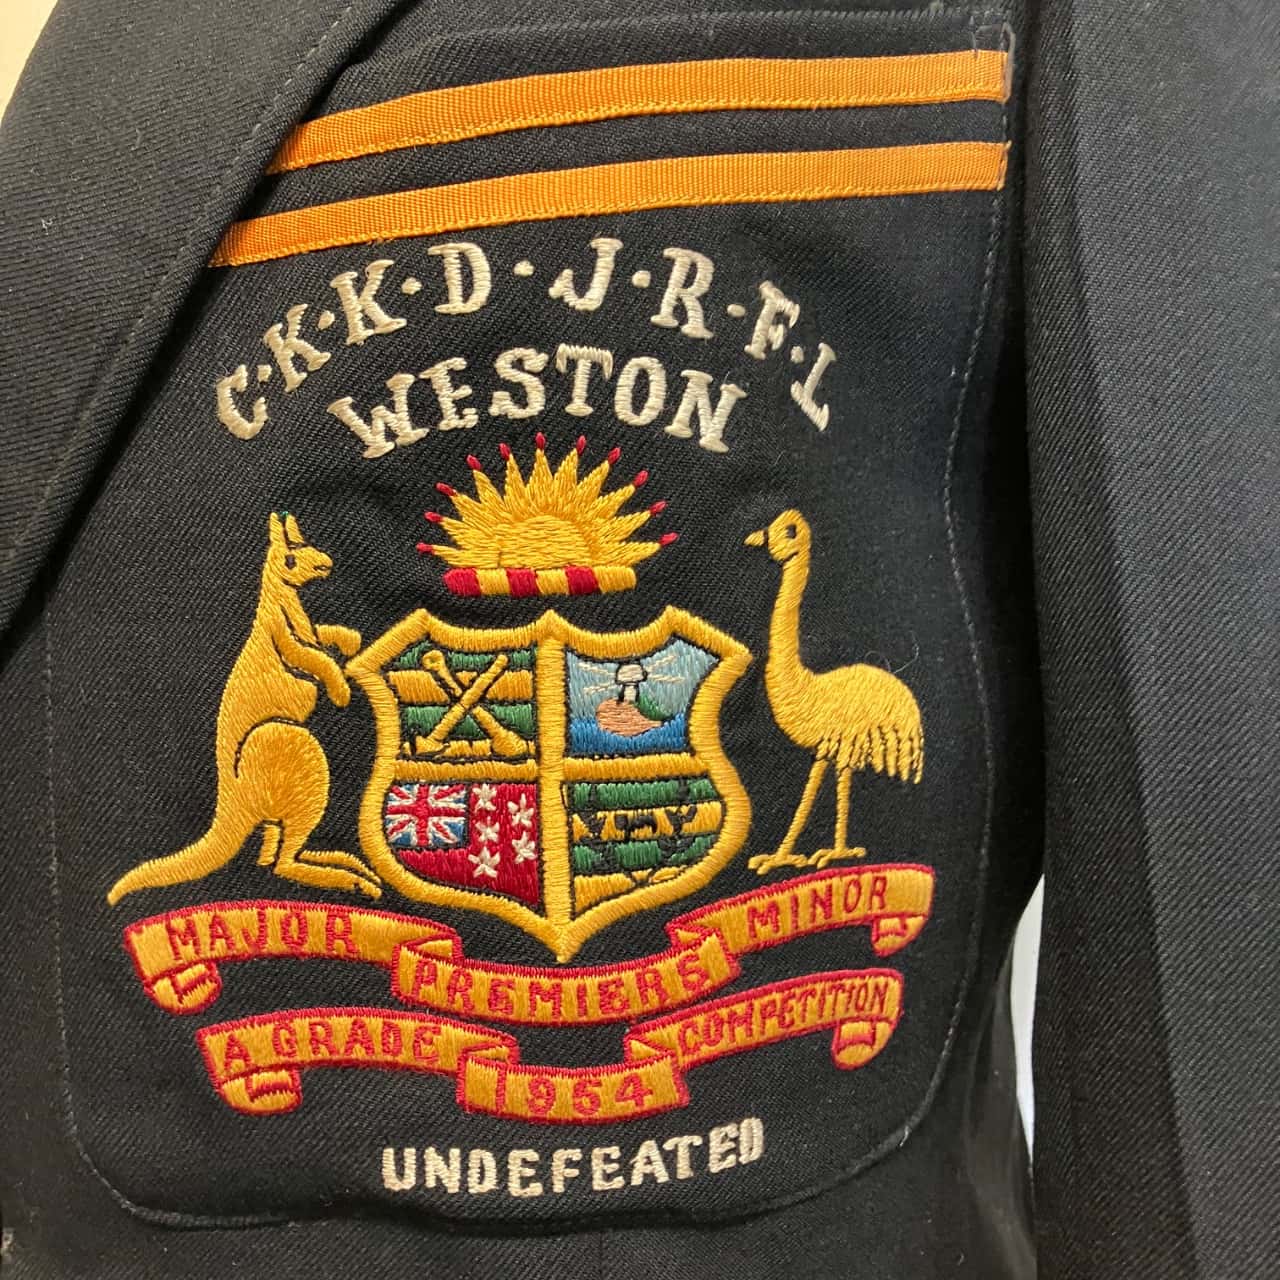 C·K·K·D·J·R·F·L
WESTON
MAJOR PREMIERS MINOR
A GRADE 1954 COMPETITION
UNDEFEATED